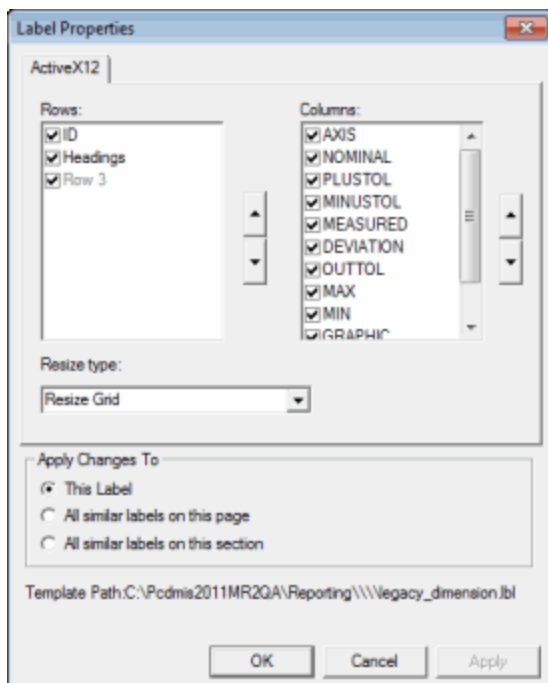 Label Properties
ActiveX12
Rows:
ID
Headings
Row 3
Columns:
AXIS
NOMINAL
PLUSTOL
MINUSTOL
MEASURED
DEVIATION
OUTTOL
MAX
MIN
GRAPHIC
Resize type:
Resize Grid
Apply Changes To
This Label
All similar labels on this page
All similar labels on this section
Template Path:C:\Pcdmis2011MR2QA\Reporting\\\\legacy_dimension.lbl
OK Cancel Apply